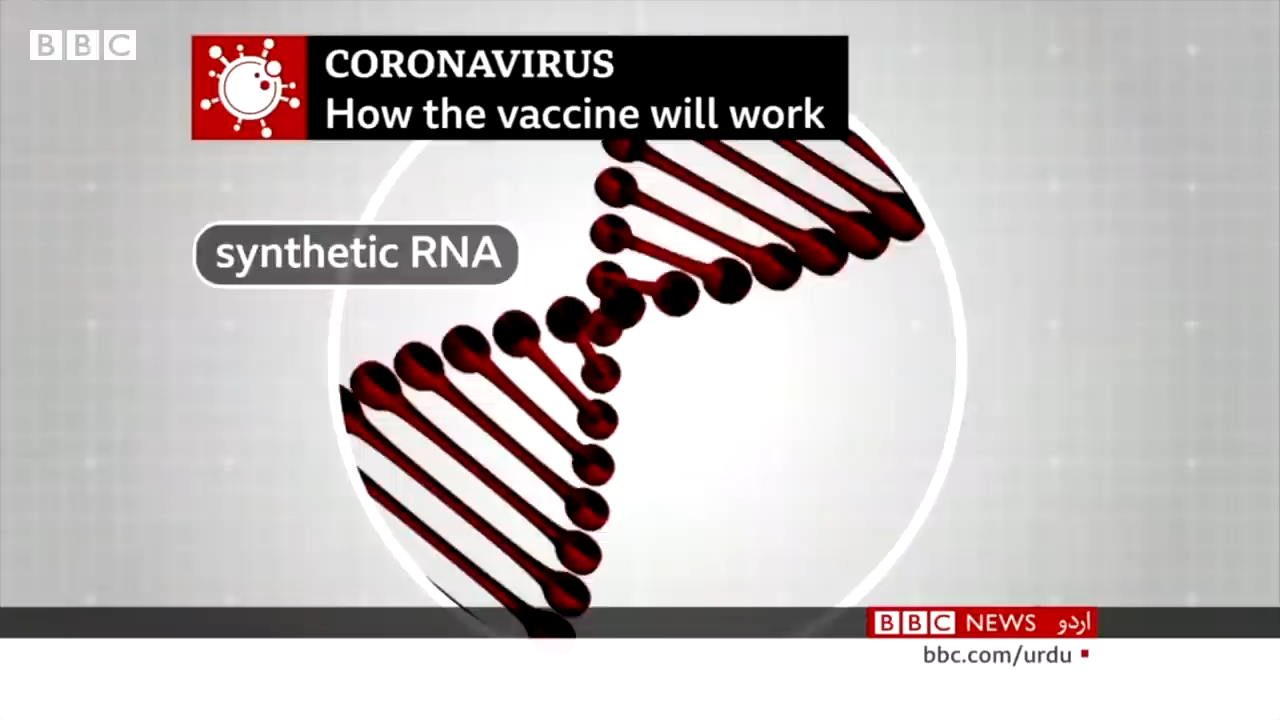 BBC
CORONAVIRUS
How the vaccine will work
synthetic RNA
BBC NEWS اردو
bbc.com/urdu